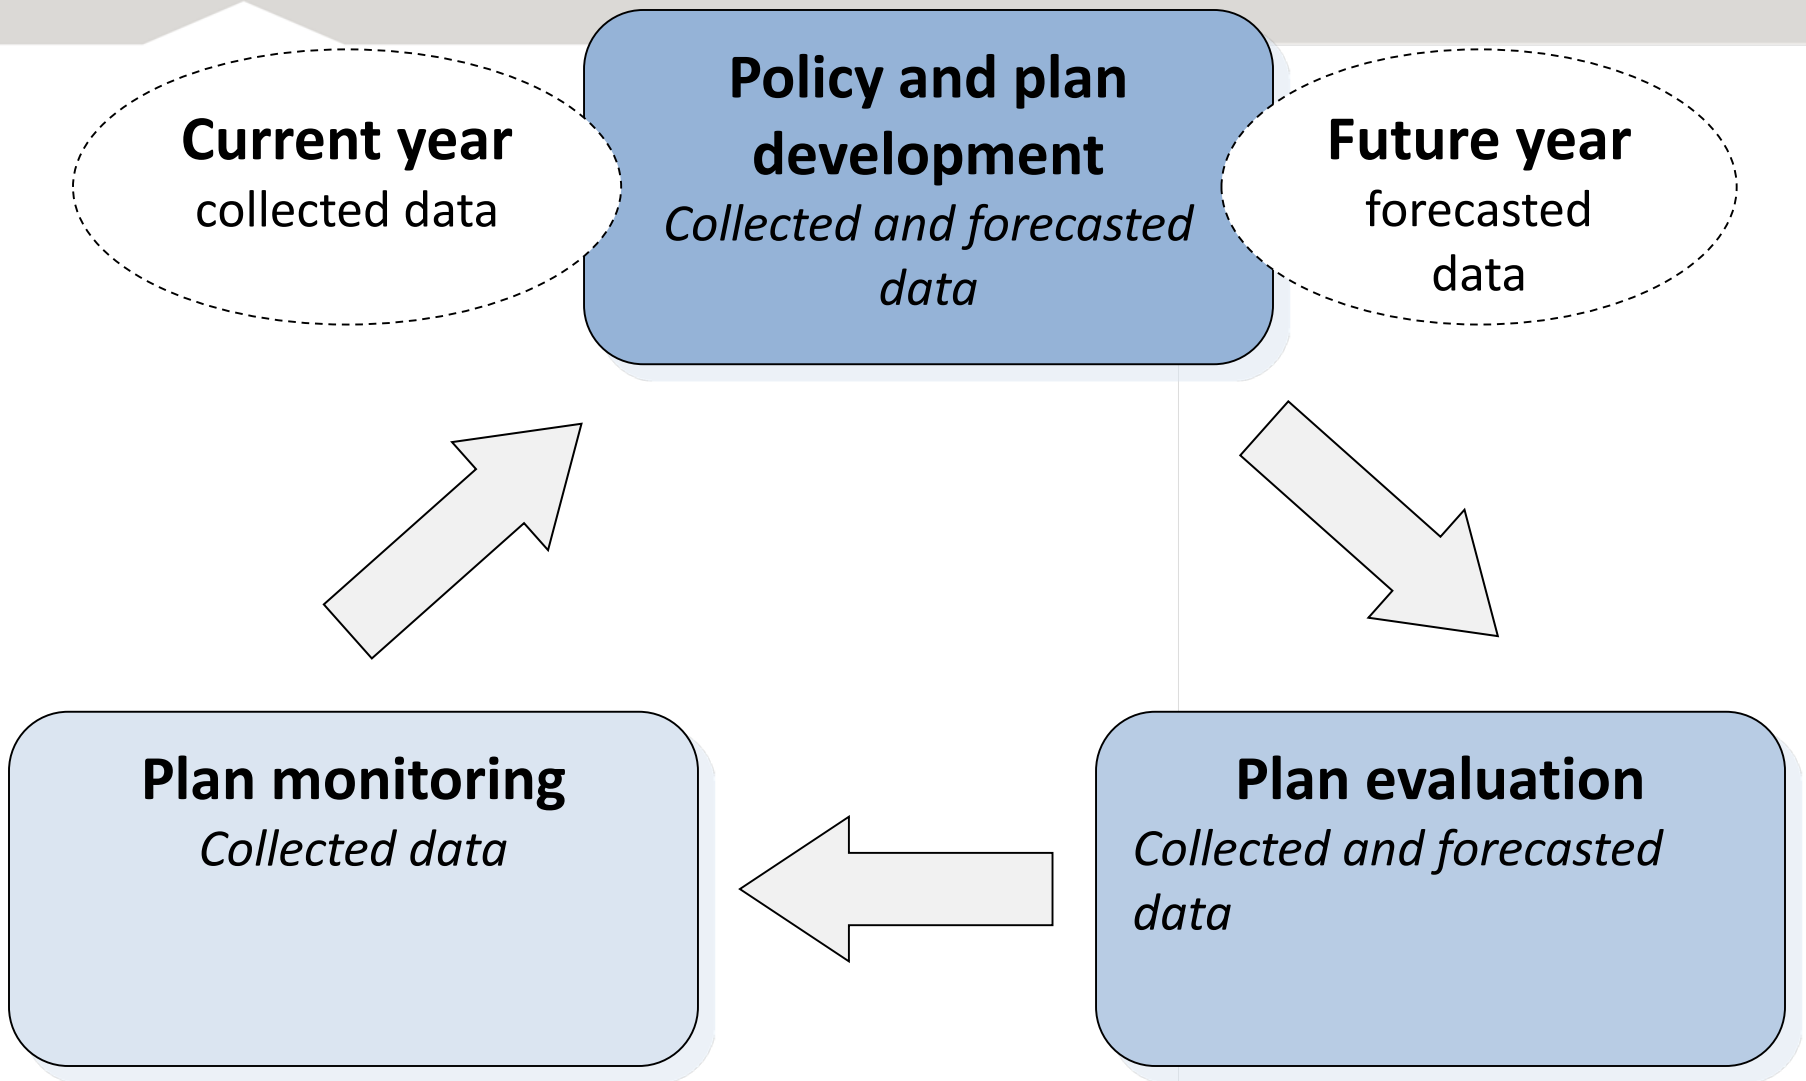 Current year
collected data
Policy and plan
development
Collected and forecasted
data
Future year
forecasted
data
Plan monitoring
Collected data
Plan evaluation
Collected and forecasted
data